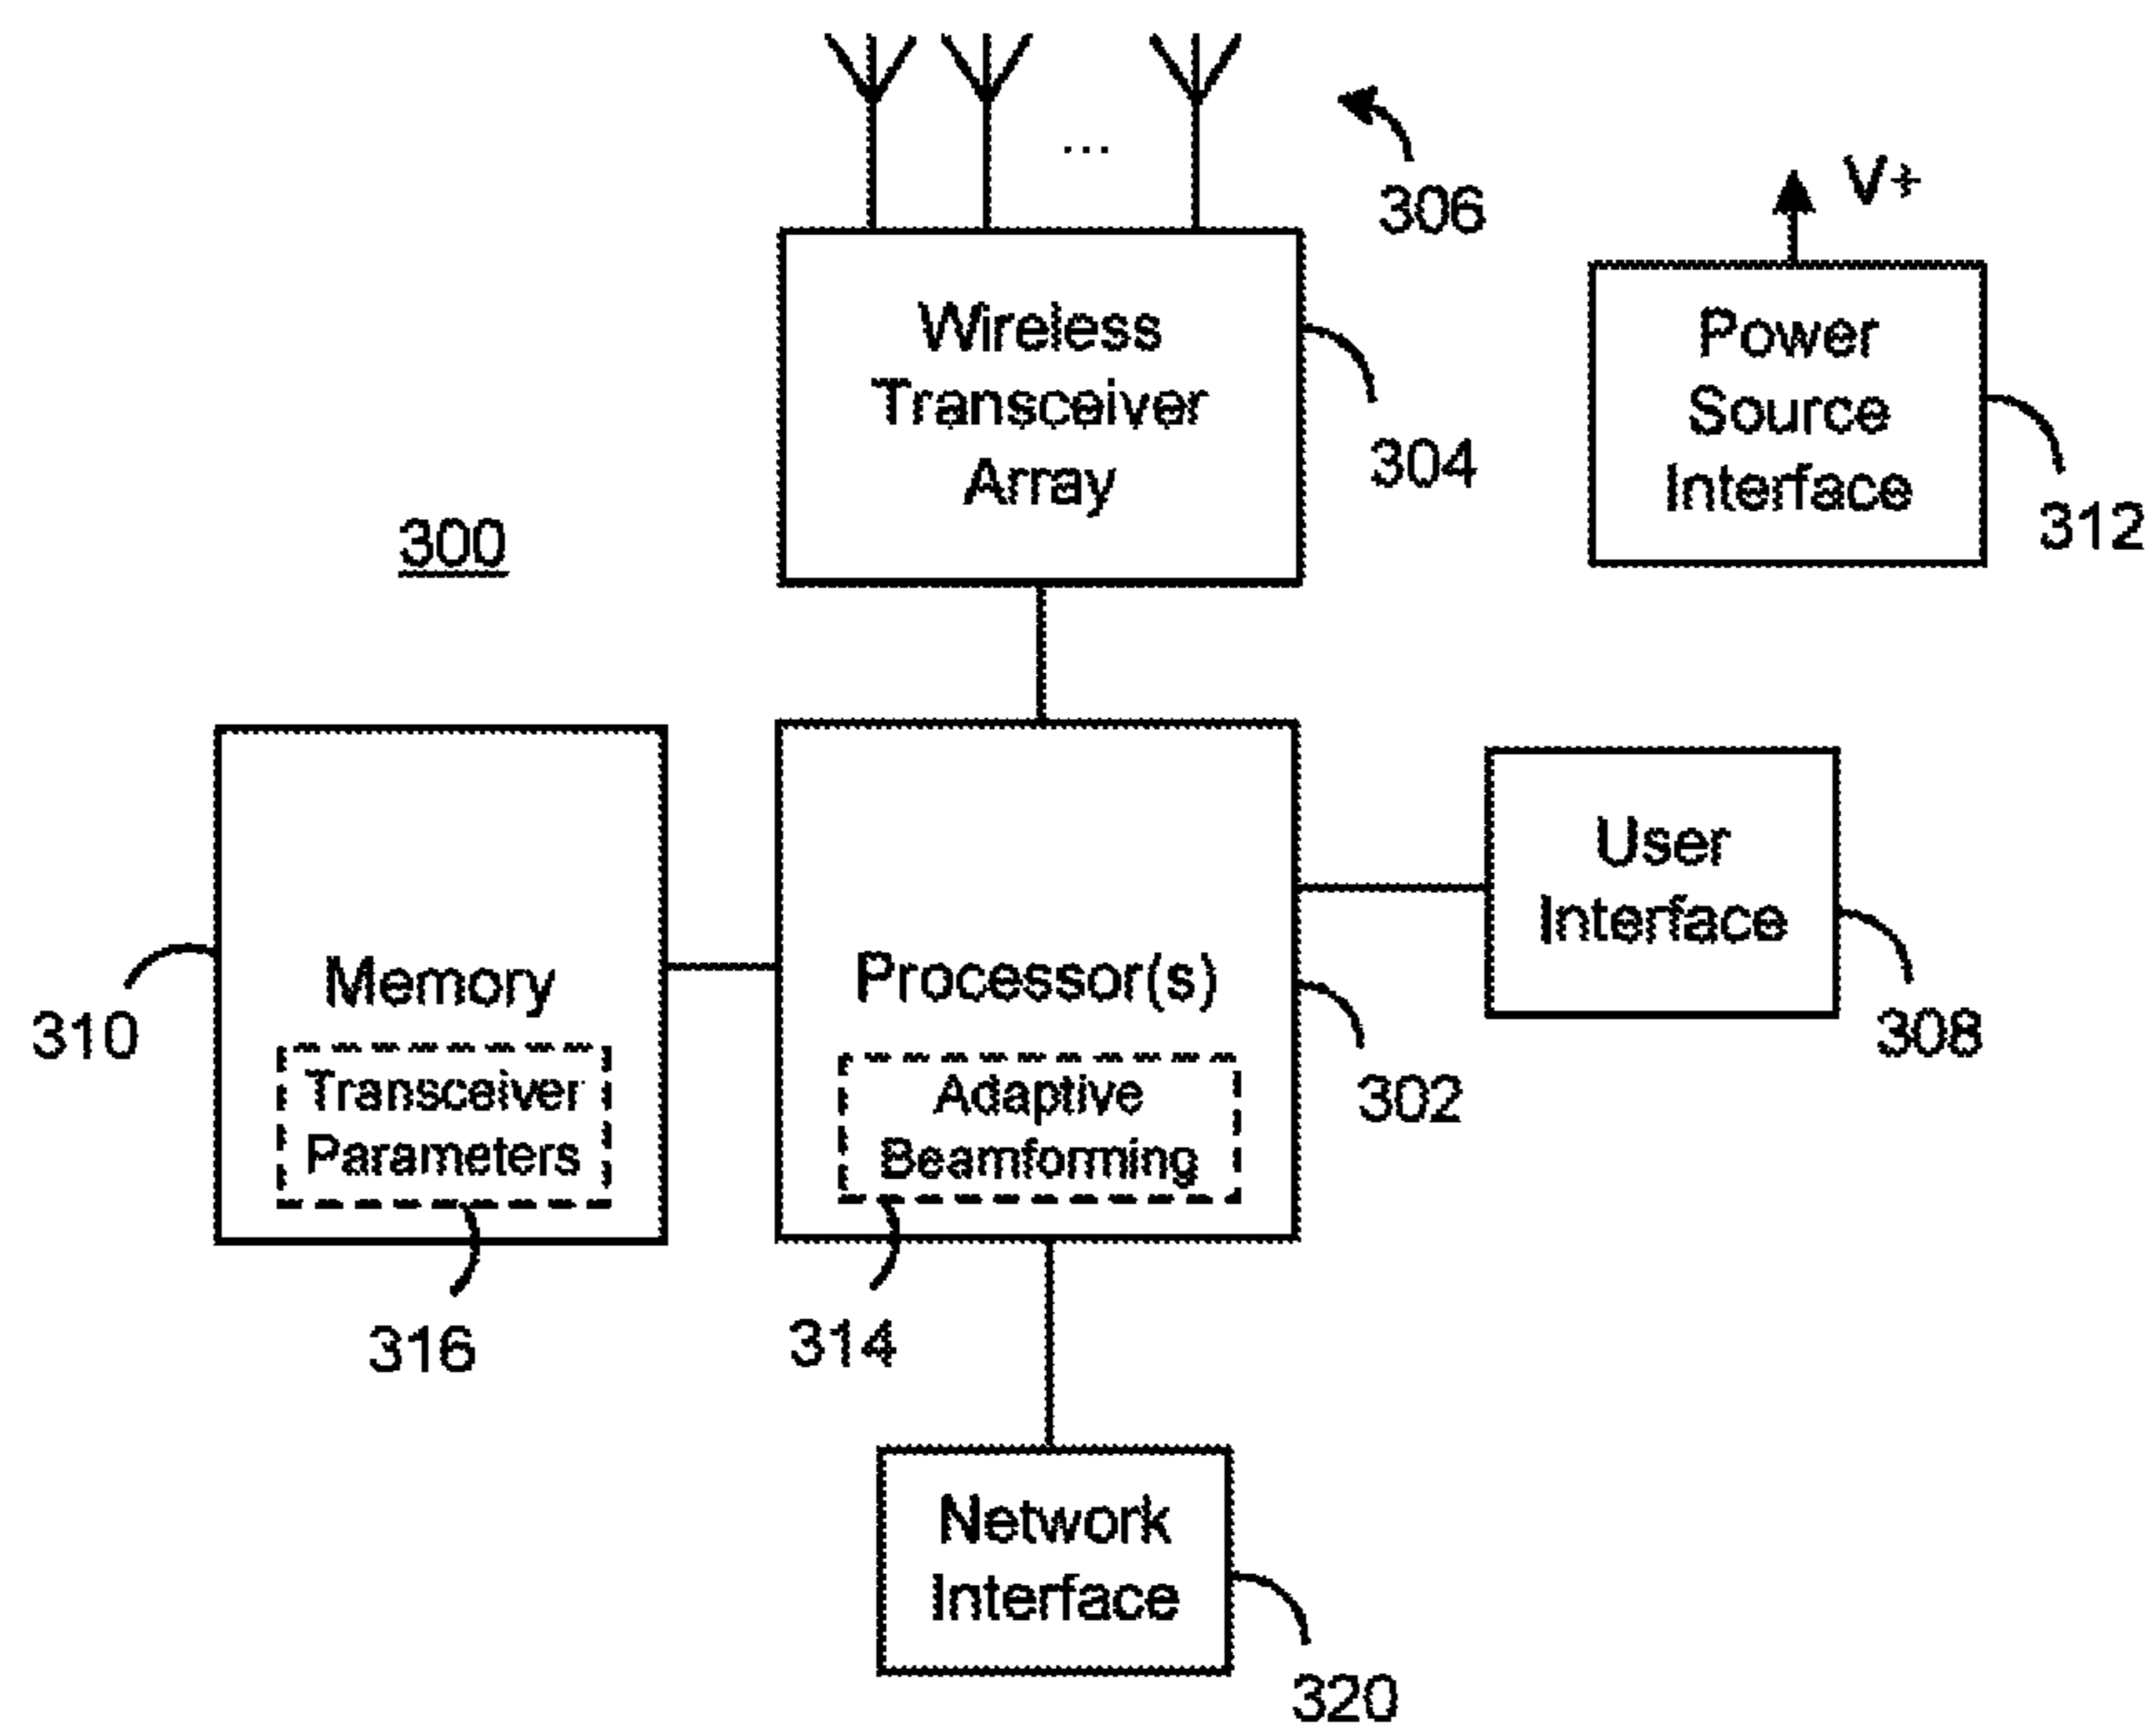 ...
306
V+
Wireless
Transceiver
Array
304
Power
Source
Interface
312
300
Memory
Transceiver
Parameters
310
316
Processor(s)
Adaptive
Beamforming
302
314
User
Interface
308
Network
Interface
320